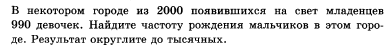 В некотором городе из 2000 появившихся на свет младенцев
990 девочек. Найдите частоту рождения мальчиков в этом горо-
де. Результат округлите до тысячных.